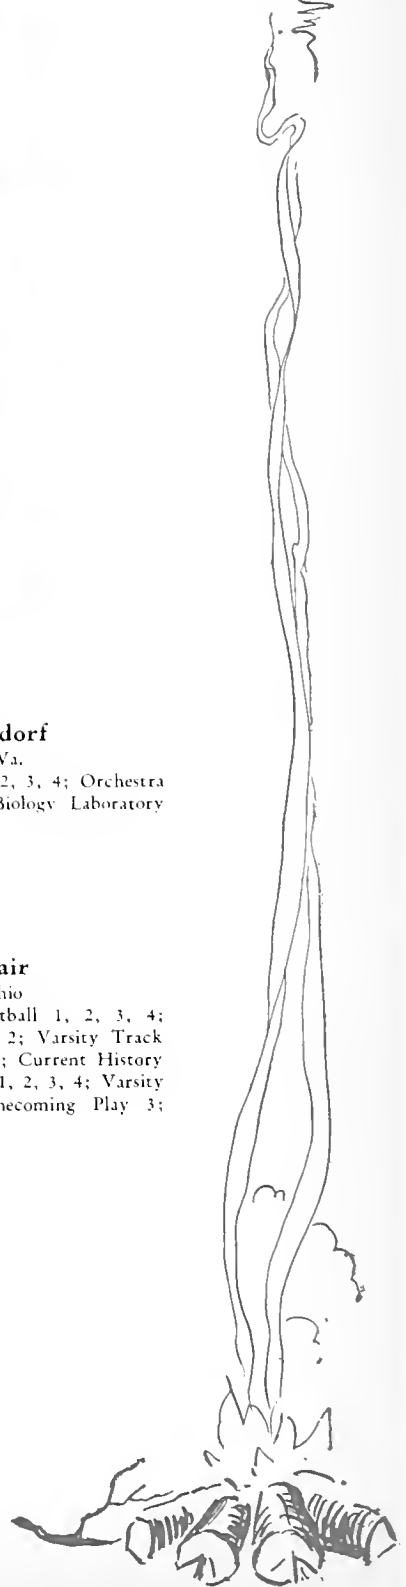 dorf
Va.
2, 3, 4; Orchestra
Biology Laboratory
air
hio
tball 1, 2, 3, 4;
2; Varsity Track
; Current History
1, 2, 3, 4; Varsity
necoming Play 3;